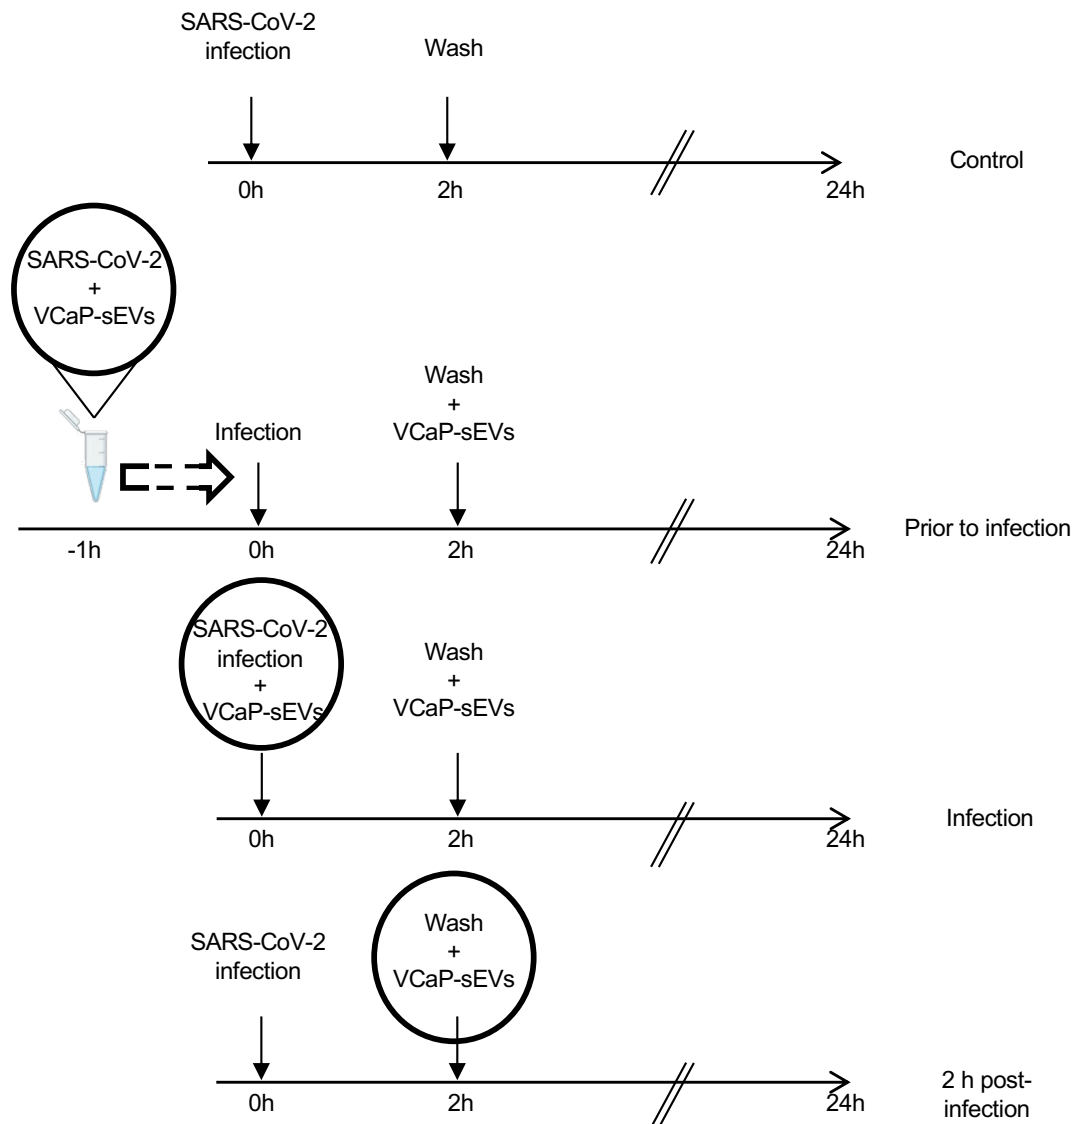 SARS-CoV-2
infection
Wash
0h
2h
24h
Control
SARS-CoV-2
+
VCaP-sEVs
Infection
Wash
+
VCaP-sEVs
-1h
0h
2h
24h
Prior to infection
SARS-CoV-2
infection
+
VCaP-sEVs
Wash
+
VCaP-sEVs
0h
2h
24h
Infection
SARS-CoV-2
infection
Wash
+
VCaP-sEVs
0h
2h
24h
2 h post-
infection